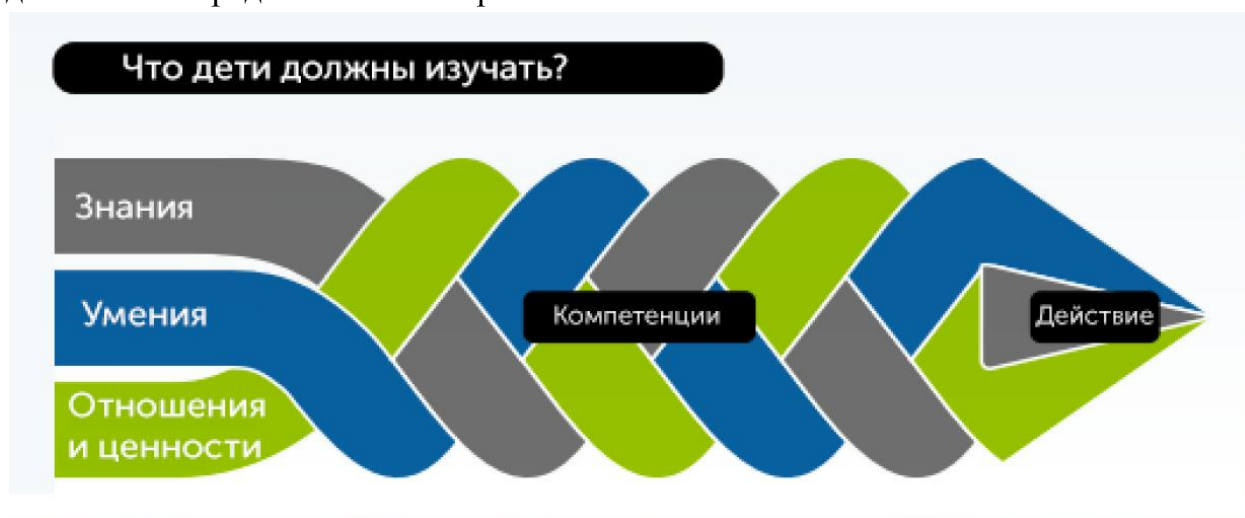 Что дети должны изучать?
Знания
Умения
Компетенции
Действие
Отношения
и ценности